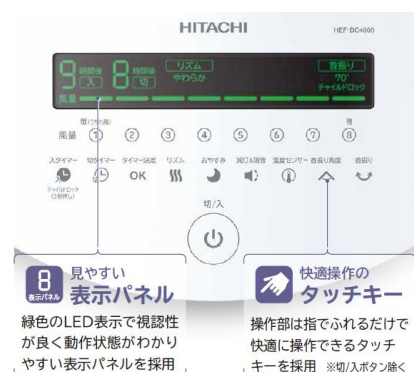 HITACHI
HEF-DC4000
9 時間後 入 8 時間後 切 リズム やわらか 首振り 70° チャイルドロック
風量
微(うちわ風) 強
風量 1 2 3 4 5 6 7 8
入タイマー 切タイマー タイマー決定 リズム おやすみ 減灯&消音 温度センサー 首振り角度 首振り
OK
チャイルドロック
(3秒押し)
切/入
8
表示パネル
見やすい
表示パネル
緑色のLED表示で視認性
が良く動作状態がわかり
やすい表示パネルを採用
快適操作の
タッチキー
操作部は指でふれるだけで
快適に操作できるタッチ
キーを採用 ※切/入ボタン除く